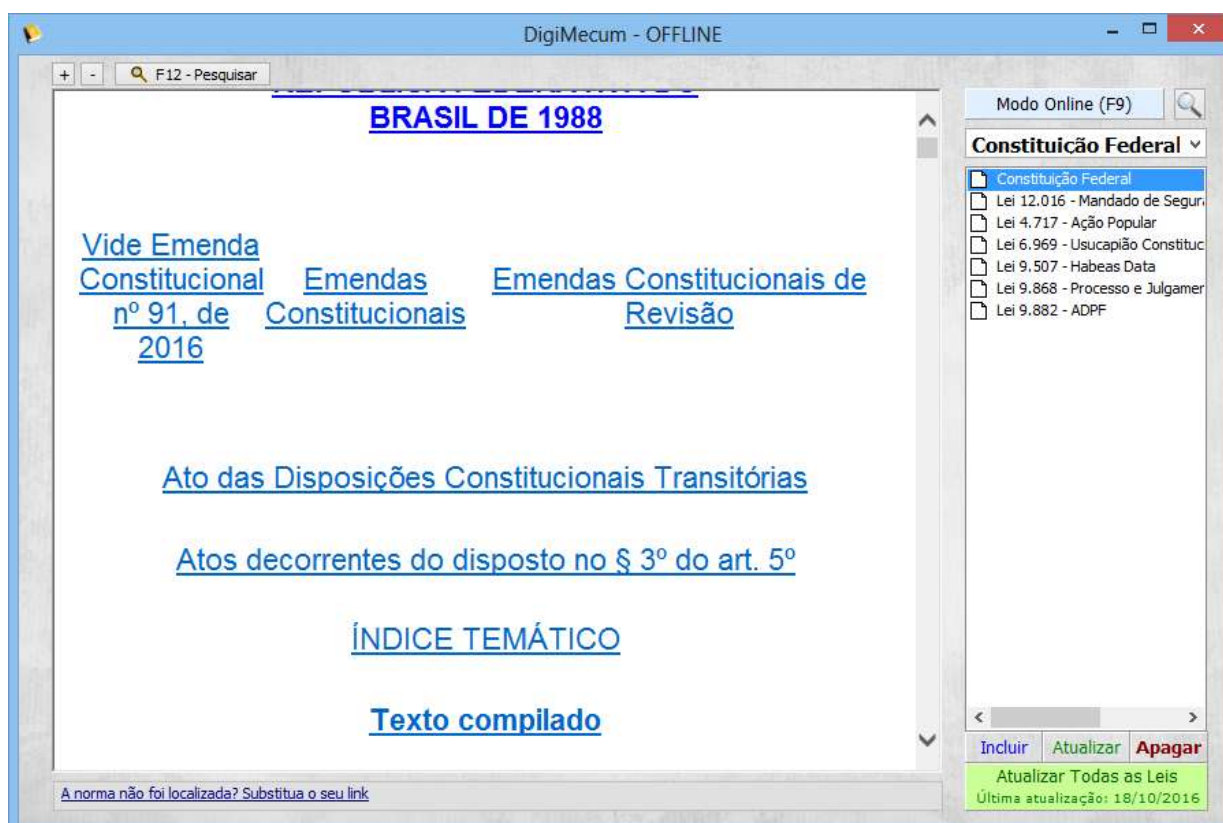 DigiMecum - OFFLINE
+ - F12 - Pesquisar
REPÚBLICA FEDERATIVA DO
BRASIL DE 1988
Vide Emenda
Constitucional
nº 91, de
2016
Emendas
Constitucionais
Emendas Constitucionais de
Revisão
Ato das Disposições Constitucionais Transitórias
Atos decorrentes do disposto no § 3º do art. 5º
ÍNDICE TEMÁTICO
Texto compilado
A norma não foi localizada? Substitua o seu link
Modo Online (F9)
Constituição Federal
Constituição Federal
Lei 12.016 - Mandado de Segur
Lei 4.717 - Ação Popular
Lei 6.969 - Usucapião Constituc
Lei 9.507 - Habeas Data
Lei 9.868 - Processo e Julgamer
Lei 9.882 - ADPF
Incluir Atualizar Apagar
Atualizar Todas as Leis
Última atualização: 18/10/2016